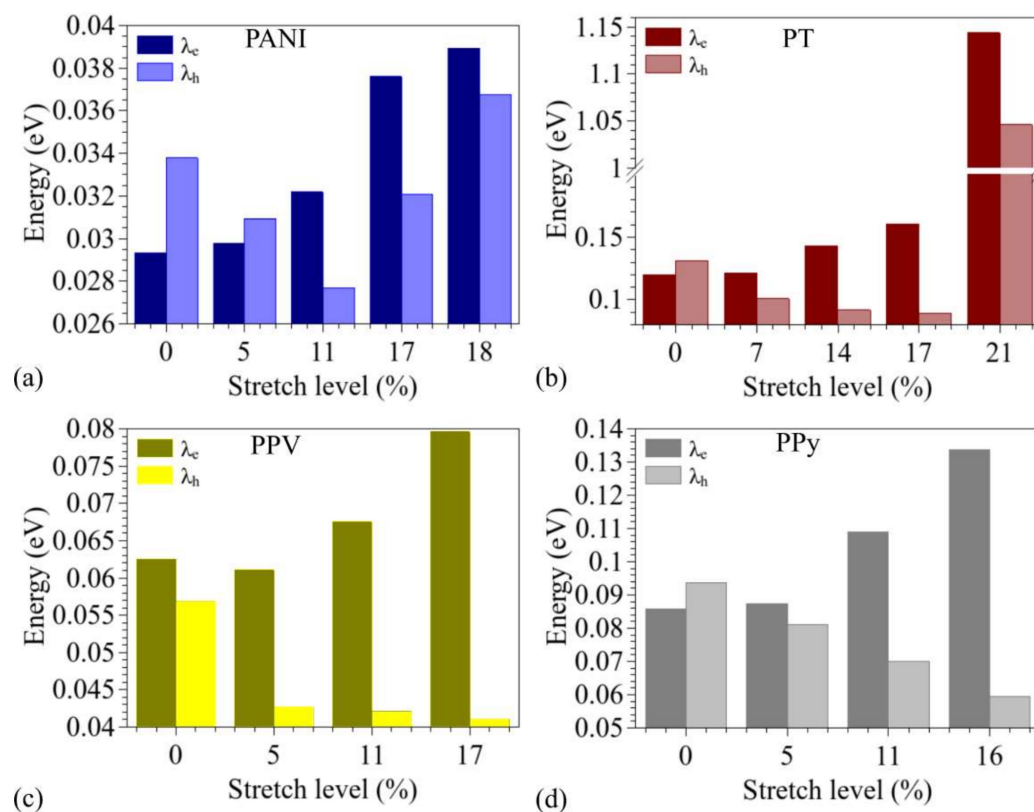 PANI
λe
λh
0.04
0.038
0.036
0.034
0.032
0.03
0.028
0.026
Energy (eV)
0 5 11 17 18
Stretch level (%)
(a)
PT
λe
λh
1.15
1.1
1.05
1
0.15
0.1
Energy (eV)
0 7 14 17 21
Stretch level (%)
(b)
PPV
λe
λh
0.08
0.075
0.07
0.065
0.06
0.055
0.05
0.045
0.04
Energy (eV)
0 5 11 17
Stretch level (%)
(c)
PPy
λe
λh
0.14
0.13
0.12
0.11
0.1
0.09
0.08
0.07
0.06
0.05
Energy (eV)
0 5 11 16
Stretch level (%)
(d)